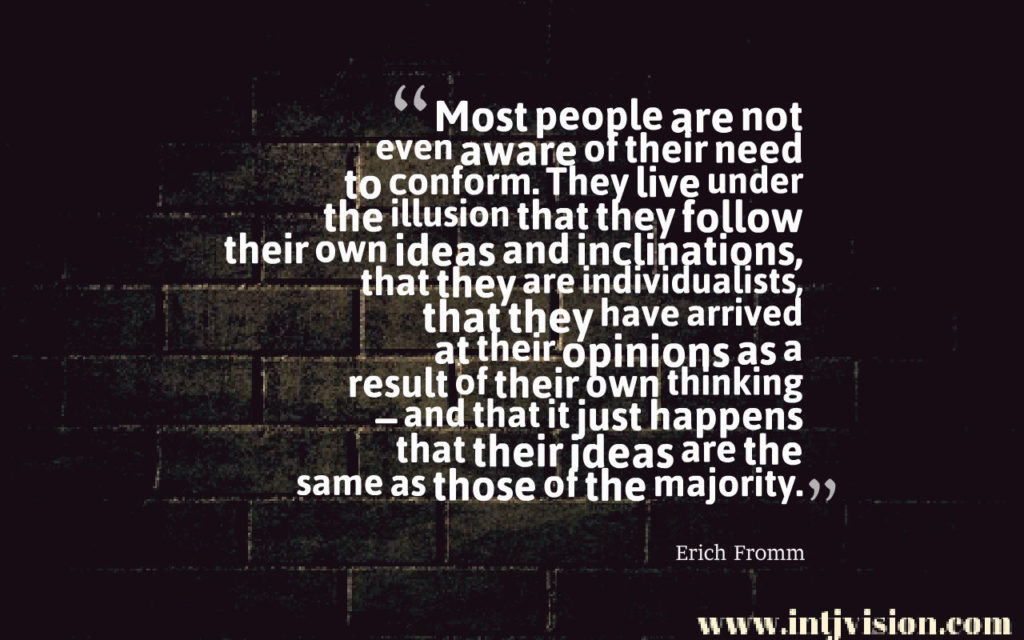 “Most people are not
even aware of their need
to conform. They live under
the illusion that they follow
their own ideas and inclinations,
that they are individualists,
that they have arrived
at their opinions as a
result of their own thinking
– and that it just happens
that their ideas are the
same as those of the majority.”
Erich Fromm
www.intjvision.com